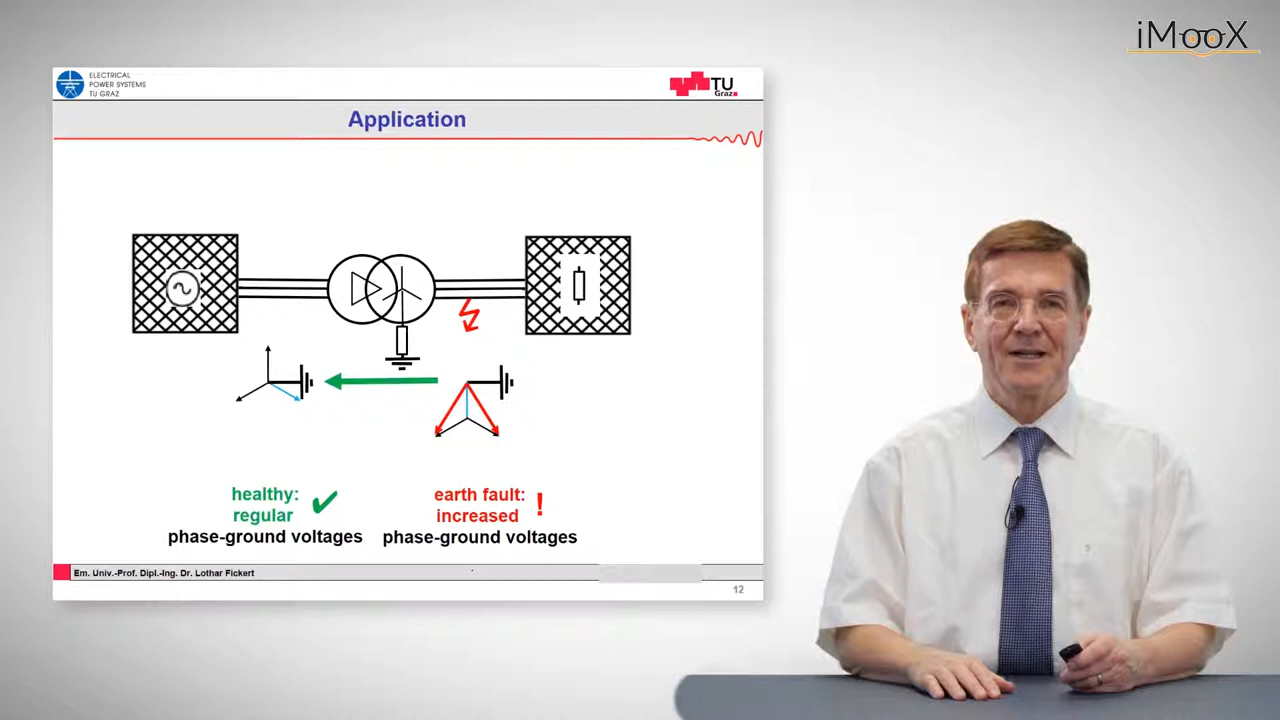 iMooX
ELECTRICAL
POWER SYSTEMS
TU GRAZ
TU
Graz
Application
healthy:
regular
phase-ground voltages
earth fault: !
increased
phase-ground voltages
Em. Univ.-Prof. Dipl.-Ing. Dr. Lothar Fickert
12